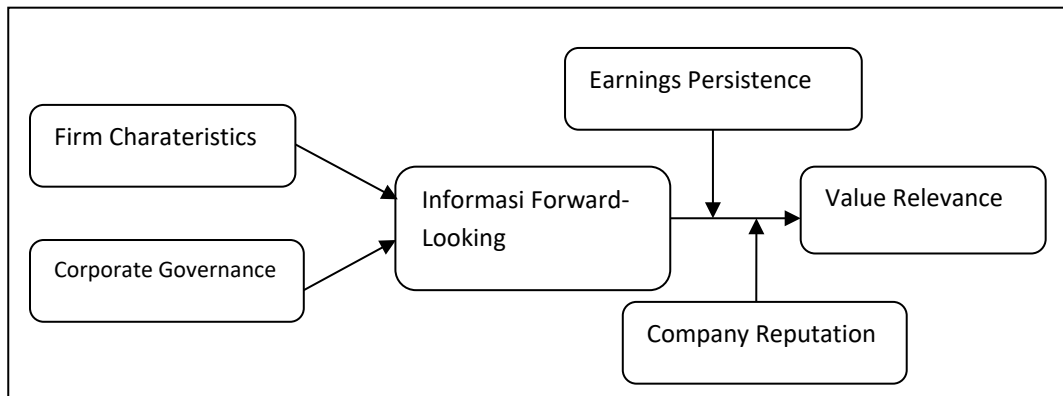 Earnings Persistence
Firm Charateristics
Informasi Forward-
Looking
Value Relevance
Corporate Governance
Company Reputation